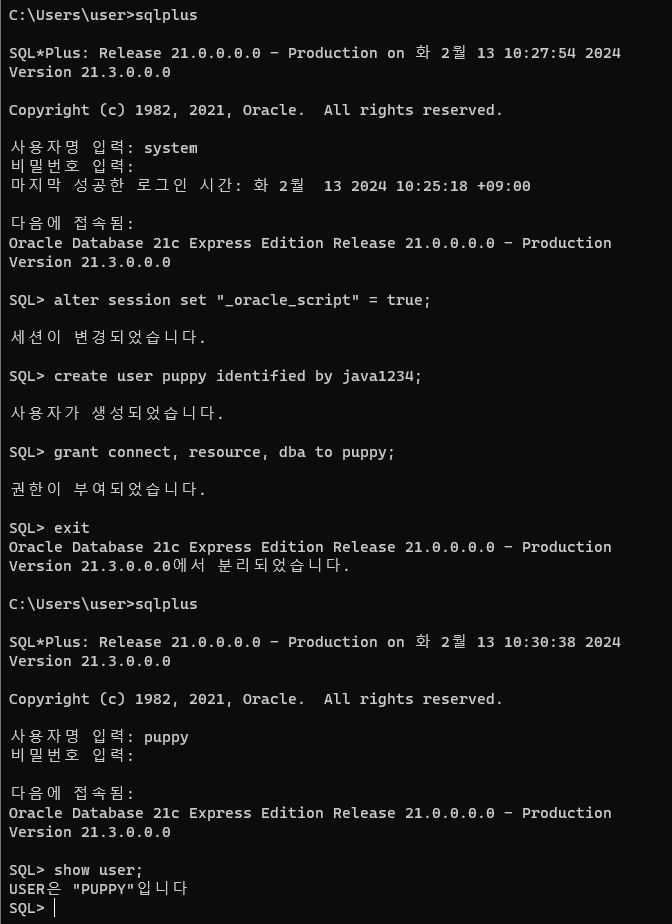 C:\Users\user>sqlplus
SQL*Plus: Release 21.0.0.0.0 - Production on 화 2월 13 10:27:54 2024
Version 21.3.0.0.0
Copyright (c) 1982, 2021, Oracle.  All rights reserved.
사용자명 입력: system
비밀번호 입력:
마지막 성공한 로그인 시간: 화 2월  13 2024 10:25:18 +09:00
다음에 접속됨:
Oracle Database 21c Express Edition Release 21.0.0.0.0 - Production
Version 21.3.0.0.0
SQL> alter session set "_oracle_script" = true;
세션이 변경되었습니다.
SQL> create user puppy identified by java1234;
사용자가 생성되었습니다.
SQL> grant connect, resource, dba to puppy;
권한이 부여되었습니다.
SQL> exit
Oracle Database 21c Express Edition Release 21.0.0.0.0 - Production
Version 21.3.0.0.0에서 분리되었습니다.
C:\Users\user>sqlplus
SQL*Plus: Release 21.0.0.0.0 - Production on 화 2월 13 10:30:38 2024
Version 21.3.0.0.0
Copyright (c) 1982, 2021, Oracle.  All rights reserved.
사용자명 입력: puppy
비밀번호 입력:
다음에 접속됨:
Oracle Database 21c Express Edition Release 21.0.0.0.0 - Production
Version 21.3.0.0.0
SQL> show user;
USER은 "PUPPY"입니다
SQL>